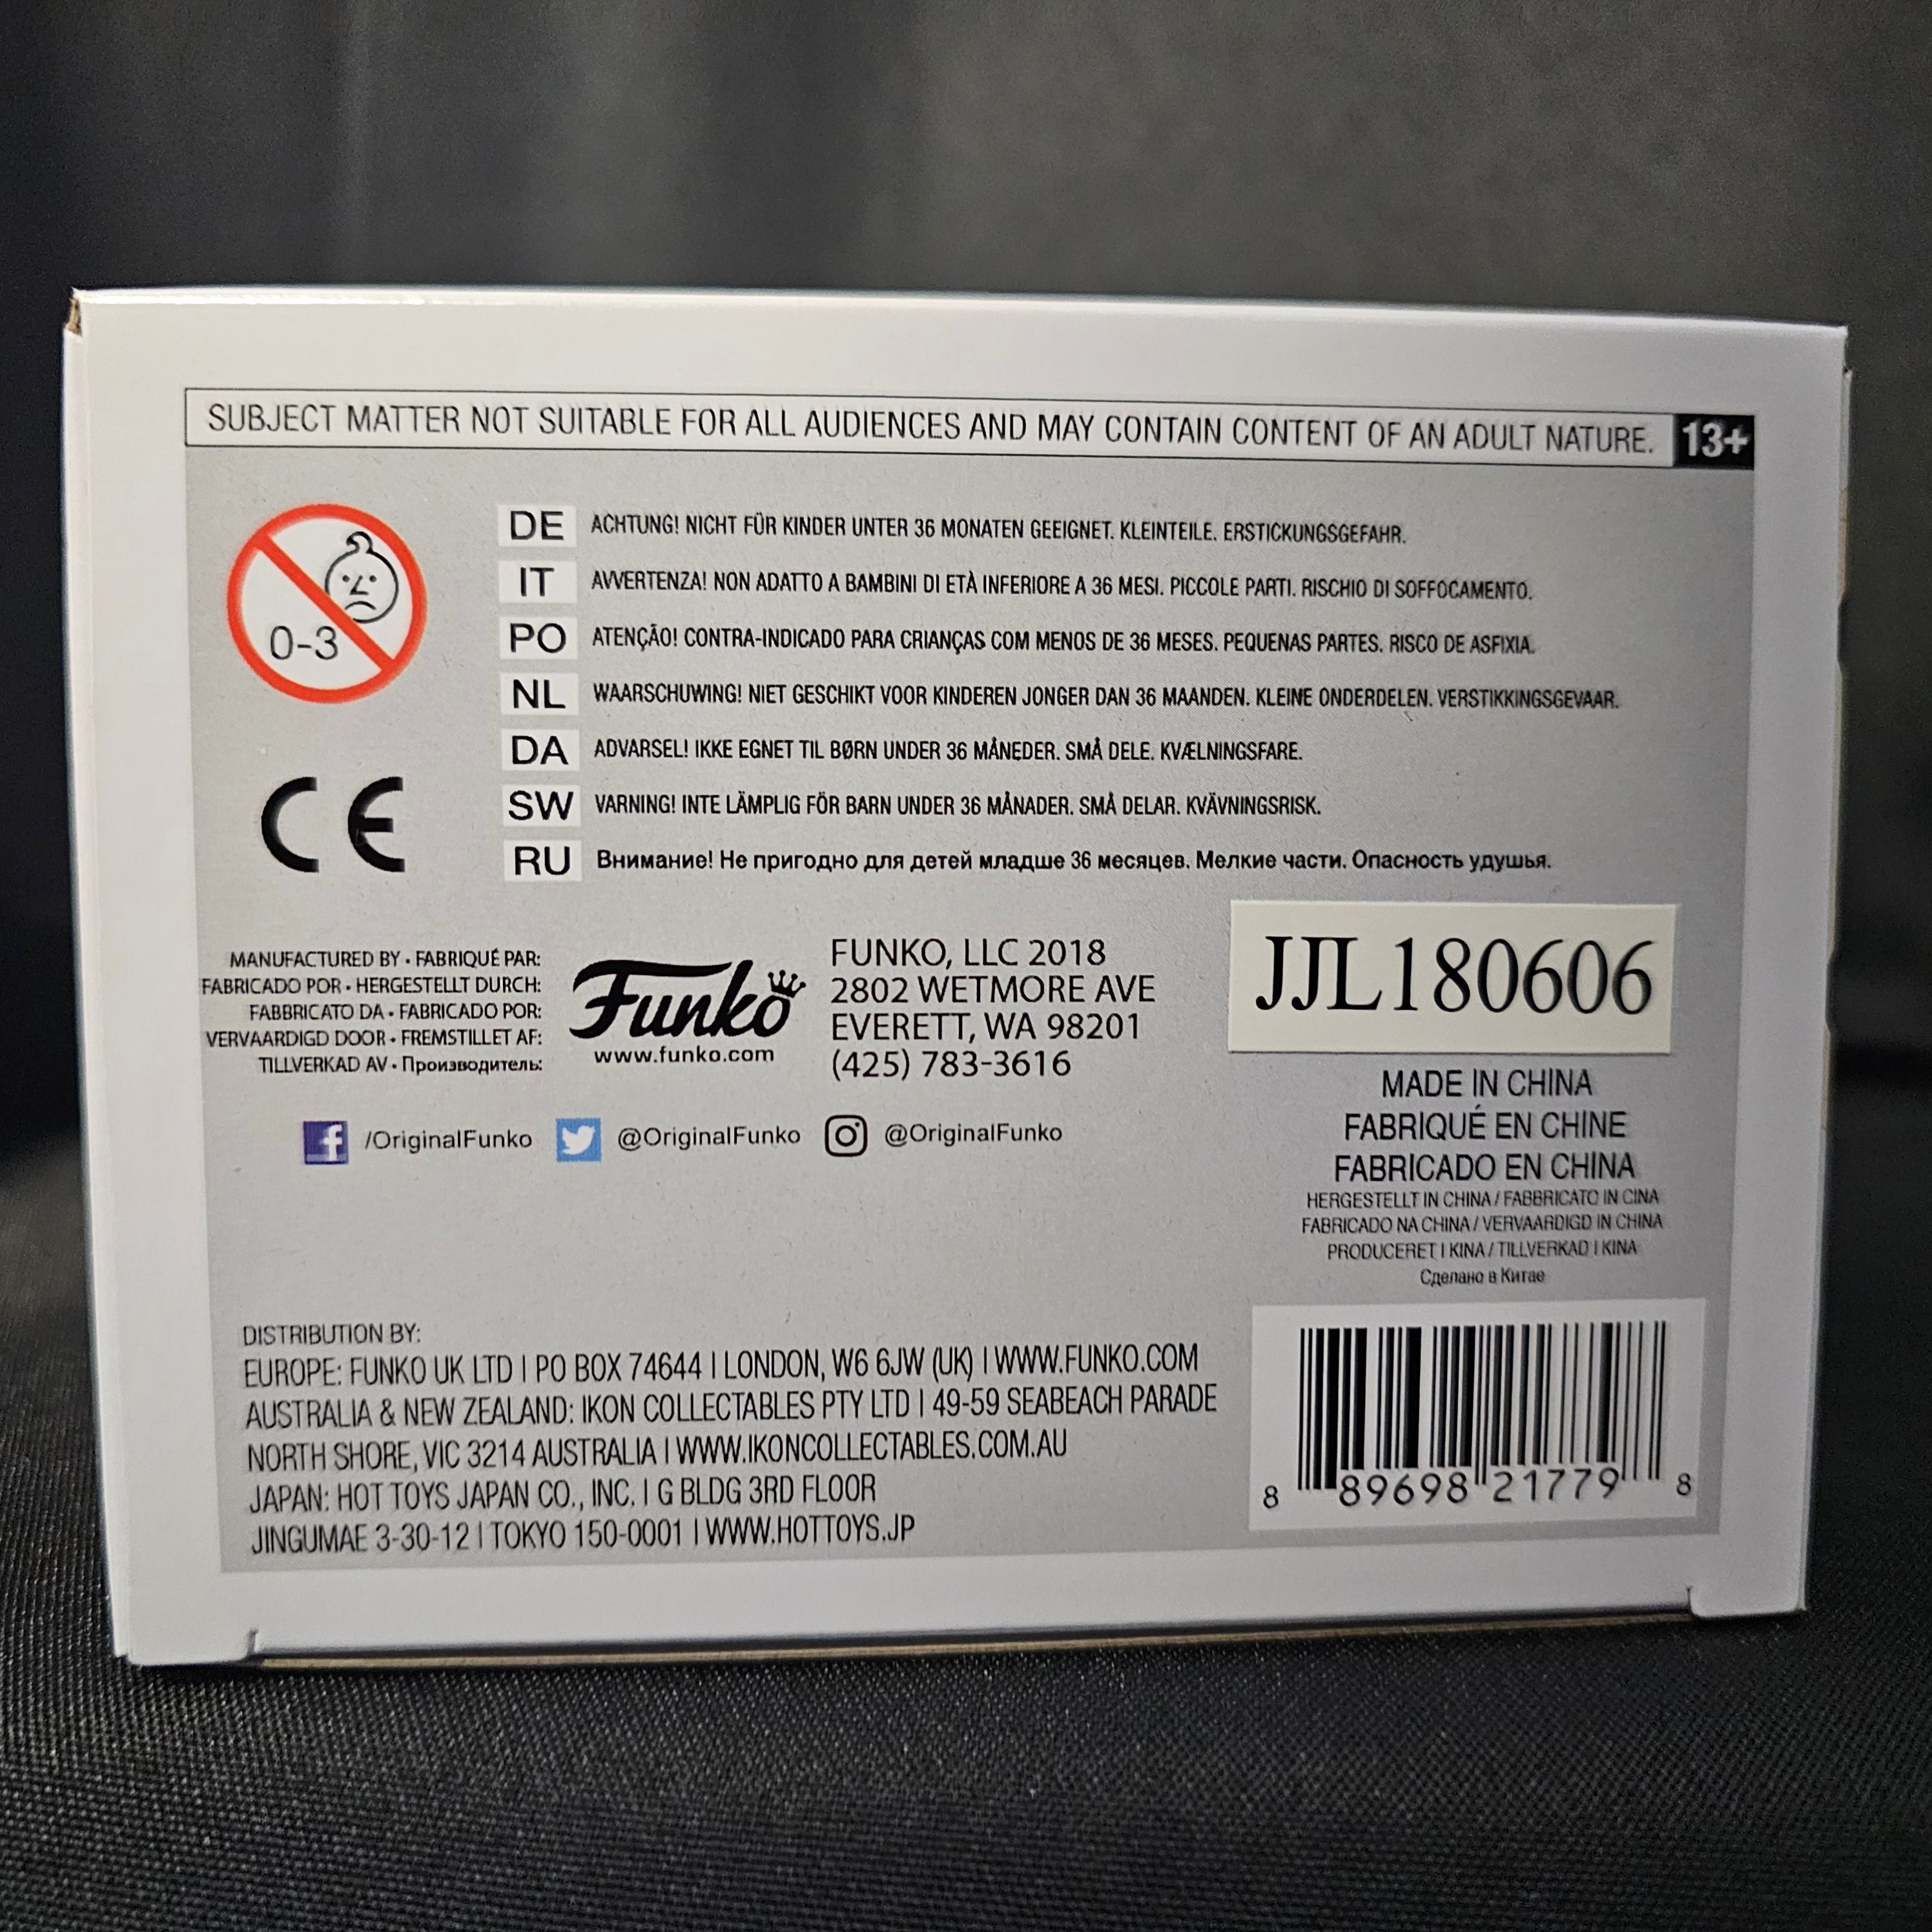 SUBJECT MATTER NOT SUITABLE FOR ALL AUDIENCES AND MAY CONTAIN CONTENT OF AN ADULT NATURE. 13+
0-3
DE ACHTUNG! NICHT FÜR KINDER UNTER 36 MONATEN GEEIGNET. KLEINTEILE. ERSTICKUNGSGEFAHR.
IT AVVERTENZA! NON ADATTO A BAMBINI DI ETÀ INFERIORE A 36 MESI. PICCOLE PARTI. RISCHIO DI SOFFOCAMENTO.
PO ATENÇÃO! CONTRA-INDICADO PARA CRIANÇAS COM MENOS DE 36 MESES. PEQUENAS PARTES. RISCO DE ASFIXIA.
NL WAARSCHUWING! NIET GESCHIKT VOOR KINDEREN JONGER DAN 36 MAANDEN. KLEINE ONDERDELEN. VERSTIKKINGSGEVAAR.
DA ADVARSEL! IKKE EGNET TIL BØRN UNDER 36 MÅNEDER. SMÅ DELE. KVÆLNINGSFARE.
SW VARNING! INTE LÄMPLIG FÖR BARN UNDER 36 MÅNADER. SMÅ DELAR. KVÄVNINGSRISK.
RU Внимание! Не пригодно для детей младше 36 месяцев. Мелкие части. Опасность удушья.
CE
MANUFACTURED BY • FABRIQUÉ PAR:
FABRICADO POR • HERGESTELLT DURCH:
FABBRICATO DA • FABRICADO POR:
VERVAARDIGD DOOR • FREMSTILLET AF:
TILLVERKAD AV • Производитель:
Funko
www.funko.com
FUNKO, LLC 2018
2802 WETMORE AVE
EVERETT, WA 98201
(425) 783-3616
JJL180606
/OriginalFunko @OriginalFunko @OriginalFunko
MADE IN CHINA
FABRIQUÉ EN CHINE
FABRICADO EN CHINA
HERGESTELLT IN CHINA / FABBRICATO IN CINA
FABRICADO NA CHINA / VERVAARDIGD IN CHINA
PRODUCERET I KINA / TILLVERKAD I KINA
Сделано в Китае
DISTRIBUTION BY:
EUROPE: FUNKO UK LTD | PO BOX 74644 | LONDON, W6 6JW (UK) | WWW.FUNKO.COM
AUSTRALIA & NEW ZEALAND: IKON COLLECTABLES PTY LTD | 49-59 SEABEACH PARADE
NORTH SHORE, VIC 3214 AUSTRALIA | WWW.IKONCOLLECTABLES.COM.AU
JAPAN: HOT TOYS JAPAN CO., INC. | G BLDG 3RD FLOOR
JINGUMAE 3-30-12 | TOKYO 150-0001 | WWW.HOTTOYS.JP
8 89698 21779 8